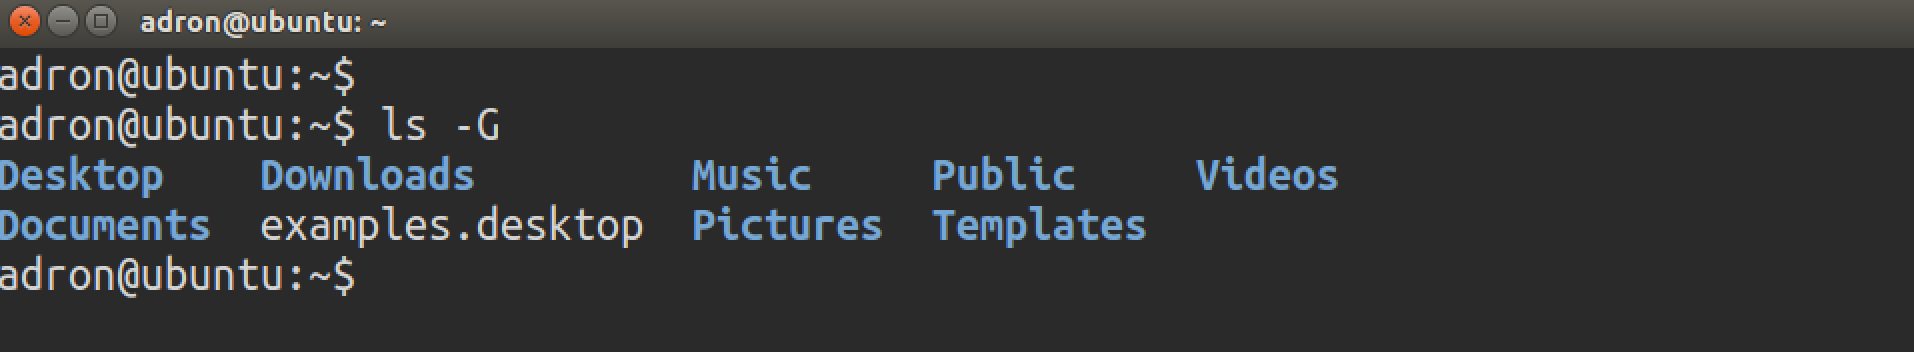 adron@ubuntu: ~
adron@ubuntu:~$
adron@ubuntu:~$ ls -G
Desktop    Downloads         Music     Public     Videos
Documents  examples.desktop  Pictures  Templates
adron@ubuntu:~$